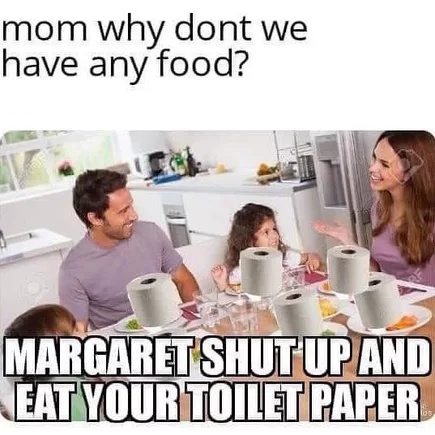 mom why dont we
have any food?
MARGARET SHUT UP AND
EAT YOUR TOILET PAPER